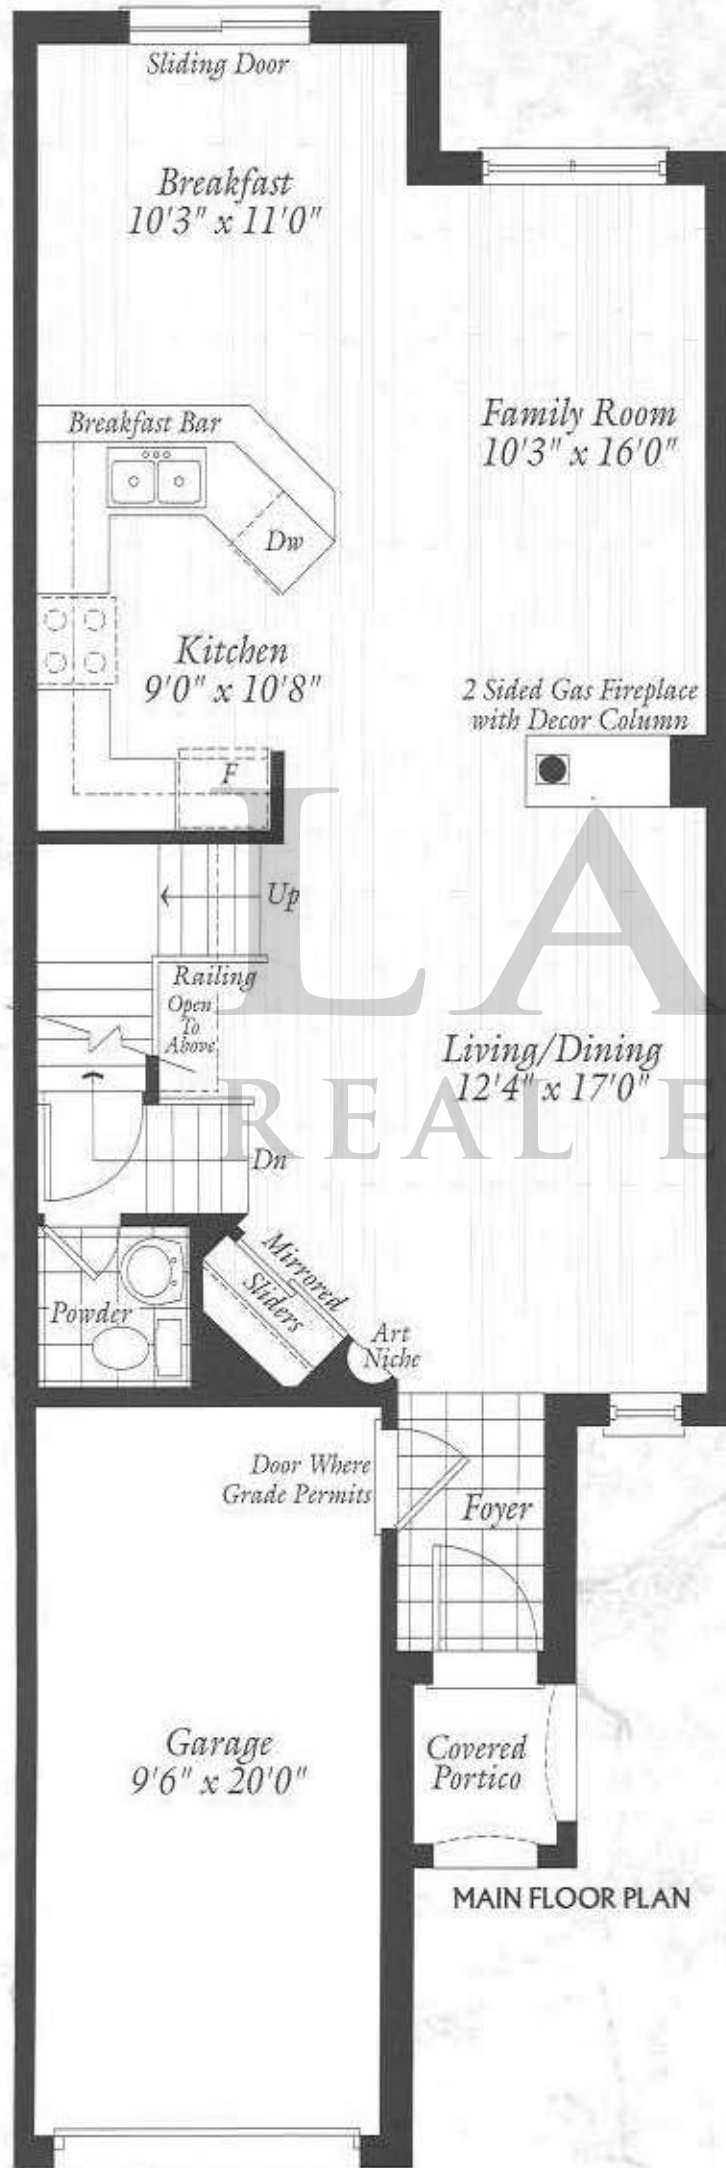 Sliding Door
Breakfast
10'3" x 11'0"
Breakfast Bar
Family Room
10'3" x 16'0"
Dw
Kitchen
9'0" x 10'8"
2 Sided Gas Fireplace
with Decor Column
F
Up
Railing
Open
To
Above
LA
Living/Dining
12'4" x 17'0"
REAL E
Dn
Mirrored
Sliders
Powder
Art
Niche
Door Where
Grade Permits
Foyer
Garage
9'6" x 20'0"
Covered
Portico
MAIN FLOOR PLAN